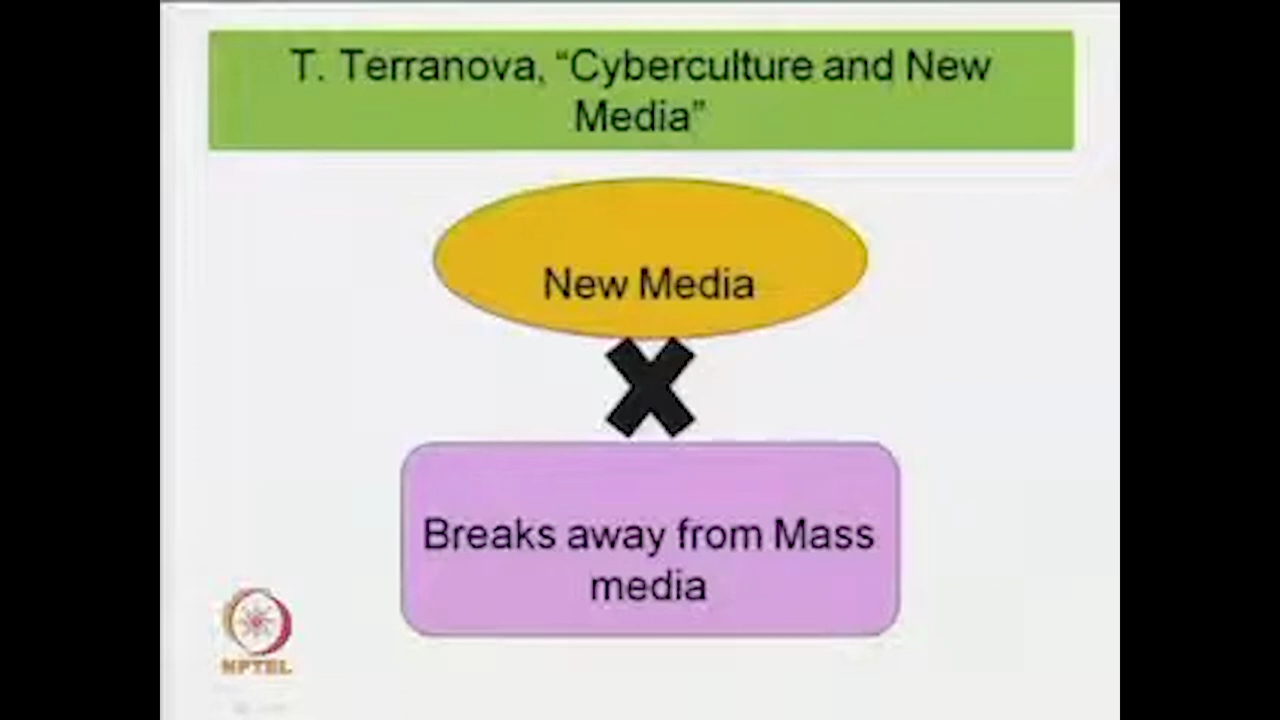 T. Terranova, “Cyberculture and New
Media”
New Media
Breaks away from Mass
media
NPTEL